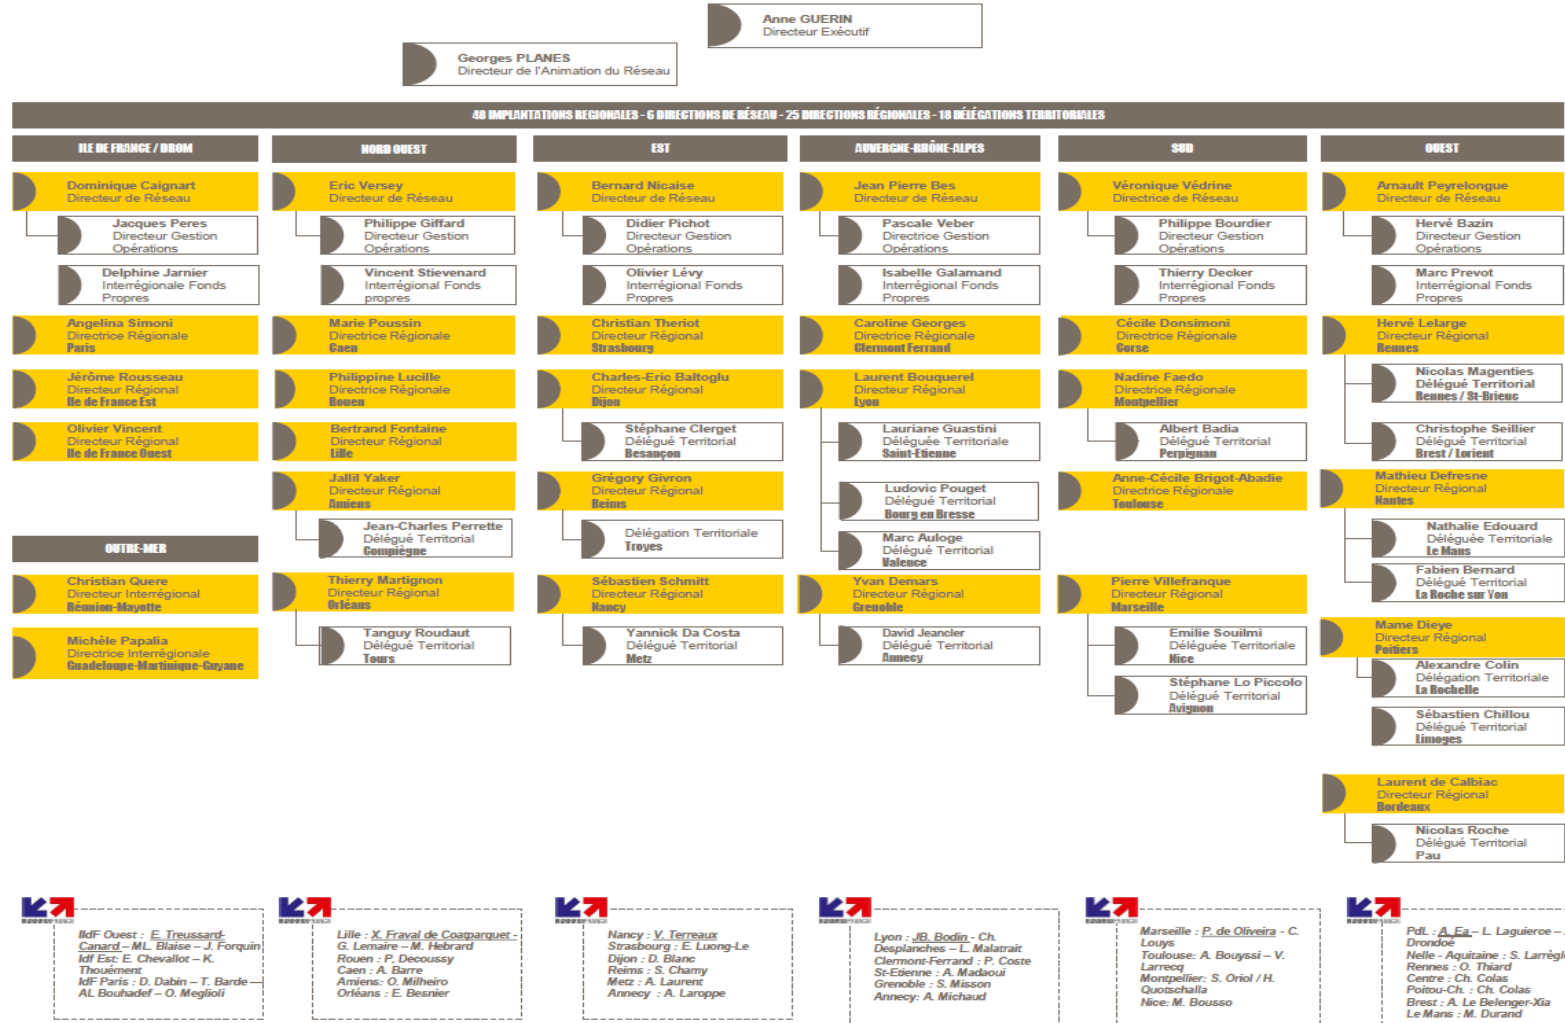 Anne GUERIN
Directeur Exécutif
Georges PLANES
Directeur de l'Animation du Réseau
48 IMPLANTATIONS REGIONALES - 6 DIRECTIONS DE RÉSEAU - 25 DIRECTIONS RÉGIONALES - 18 DÉLÉGATIONS TERRITORIALES
ILE DE FRANCE / DROM
Dominique Caignart
Directeur de Réseau
Jacques Peres
Directeur Gestion
Opérations
Delphine Jarnier
Interrégionale Fonds
Propres
Angelina Simoni
Directrice Régionale
Paris
Jérôme Rousseau
Directeur Régional
Ile de France Est
Olivier Vincent
Directeur Régional
Ile de France Ouest
OUTRE-MER
Christian Quere
Directeur Interrégional
Réunion-Mayotte
Michèle Papalia
Directrice Interrégionale
Guadeloupe-Martinique-Guyane
NORD OUEST
Eric Versey
Directeur de Réseau
Philippe Giffard
Directeur Gestion
Opérations
Vincent Stievenard
Interrégional Fonds
propres
Marie Poussin
Directrice Régionale
Caen
Philippine Lucille
Directrice Régionale
Rouen
Bertrand Fontaine
Directeur Régional
Lille
Jallil Yaker
Directeur Régional
Amiens
Jean-Charles Perrette
Délégué Territorial
Compiègne
Thierry Martignon
Directeur Régional
Orléans
Tanguy Roudaut
Délégué Territorial
Tours
EST
Bernard Nicaise
Directeur de Réseau
Didier Pichot
Directeur Gestion
Opérations
Olivier Lévy
Interrégional Fonds
Propres
Christian Theriot
Directeur Régional
Strasbourg
Charles-Eric Baltoglu
Directeur Régional
Dijon
Stéphane Clerget
Délégué Territorial
Besançon
Grégory Givron
Directeur Régional
Reims
Délégation Territoriale
Troyes
Sébastien Schmitt
Directeur Régional
Nancy
Yannick Da Costa
Délégué Territorial
Metz
AUVERGNE-RHÔNE-ALPES
Jean Pierre Bes
Directeur de Réseau
Pascale Veber
Directrice Gestion
Opérations
Isabelle Galamand
Interrégional Fonds
Propres
Caroline Georges
Directrice Régionale
Clermont Ferrand
Laurent Bouquerel
Directeur Régional
Lyon
Lauriane Guastini
Déléguée Territoriale
Saint-Etienne
Ludovic Pouget
Délégué Territorial
Bourg en Bresse
Marc Auloge
Délégué Territorial
Valence
Yvan Demars
Directeur Régional
Grenoble
David Jeancler
Délégué Territorial
Annecy
SUD
Véronique Védrine
Directrice de Réseau
Philippe Bourdier
Directeur Gestion
Opérations
Thierry Decker
Interrégional Fonds
Propres
Cécile Donsimoni
Directrice Régionale
Corse
Nadine Faedo
Directrice Régionale
Montpellier
Albert Badia
Délégué Territorial
Perpignan
Anne-Cécile Brigot-Abadie
Directrice Régionale
Toulouse
Pierre Villefranque
Directeur Régional
Marseille
Emilie Souilmi
Déléguée Territoriale
Nice
Stéphane Lo Piccolo
Délégué Territorial
Avignon
OUEST
Arnault Peyrelongue
Directeur de Réseau
Hervé Bazin
Directeur Gestion
Opérations
Marc Prevot
Interrégional Fonds
Propres
Hervé Lelarge
Directeur Régional
Rennes
Nicolas Magenties
Délégué Territorial
Rennes / St-Brieuc
Christophe Seillier
Délégué Territorial
Brest / Lorient
Mathieu Defresne
Directeur Régional
Nantes
Nathalie Edouard
Déléguée Territoriale
Le Mans
Fabien Bernard
Délégué Territorial
La Roche sur Yon
Mame Dieye
Directeur Régional
Poitiers
Alexandre Colin
Délégation Territoriale
La Rochelle
Sébastien Chillou
Délégué Territorial
Limoges
Laurent de Calbiac
Directeur Régional
Bordeaux
Nicolas Roche
Délégué Territorial
Pau
IldF Ouest : E. Treussard-
Canard – ML. Blaise – J. Forquin
Idf Est: E. Chevallot – K.
Thouément
IdF Paris : D. Dabin – T. Barde —
AL Bouhadef – O. Meglioli
Lille : X. Fraval de Coatparquet -
G. Lemaire – M. Hebrard
Rouen : P, Decoussy
Caen : A. Barre
Amiens: O. Milheiro
Orléans : E. Besnier
Nancy : V. Terreaux
Strasbourg : E. Luong-Le
Dijon : D. Blanc
Reims : S. Chamy
Metz : A. Laurent
Annecy : A. Laroppe
Lyon : JB. Bodin - Ch.
Desplanches – L. Malatrait
Clermont-Ferrand : P. Coste
St-Etienne : A. Madaoui
Grenoble : S. Misson
Annecy: A. Michaud
Marseille : P. de Oliveira - C.
Louys
Toulouse: A. Bouyssi – V.
Larrecq
Montpellier: S. Oriol / H.
Quotschalla
Nice: M. Bousso
PdL : A. Ea – L. Laguierce –
Drondoé
Nelle - Aquitaine : S. Larrègl
Rennes : O. Thiard
Centre : Ch. Colas
Poitou-Ch. : Ch. Colas
Brest : A. Le Belenger-Xia
Le Mans : M. Durand